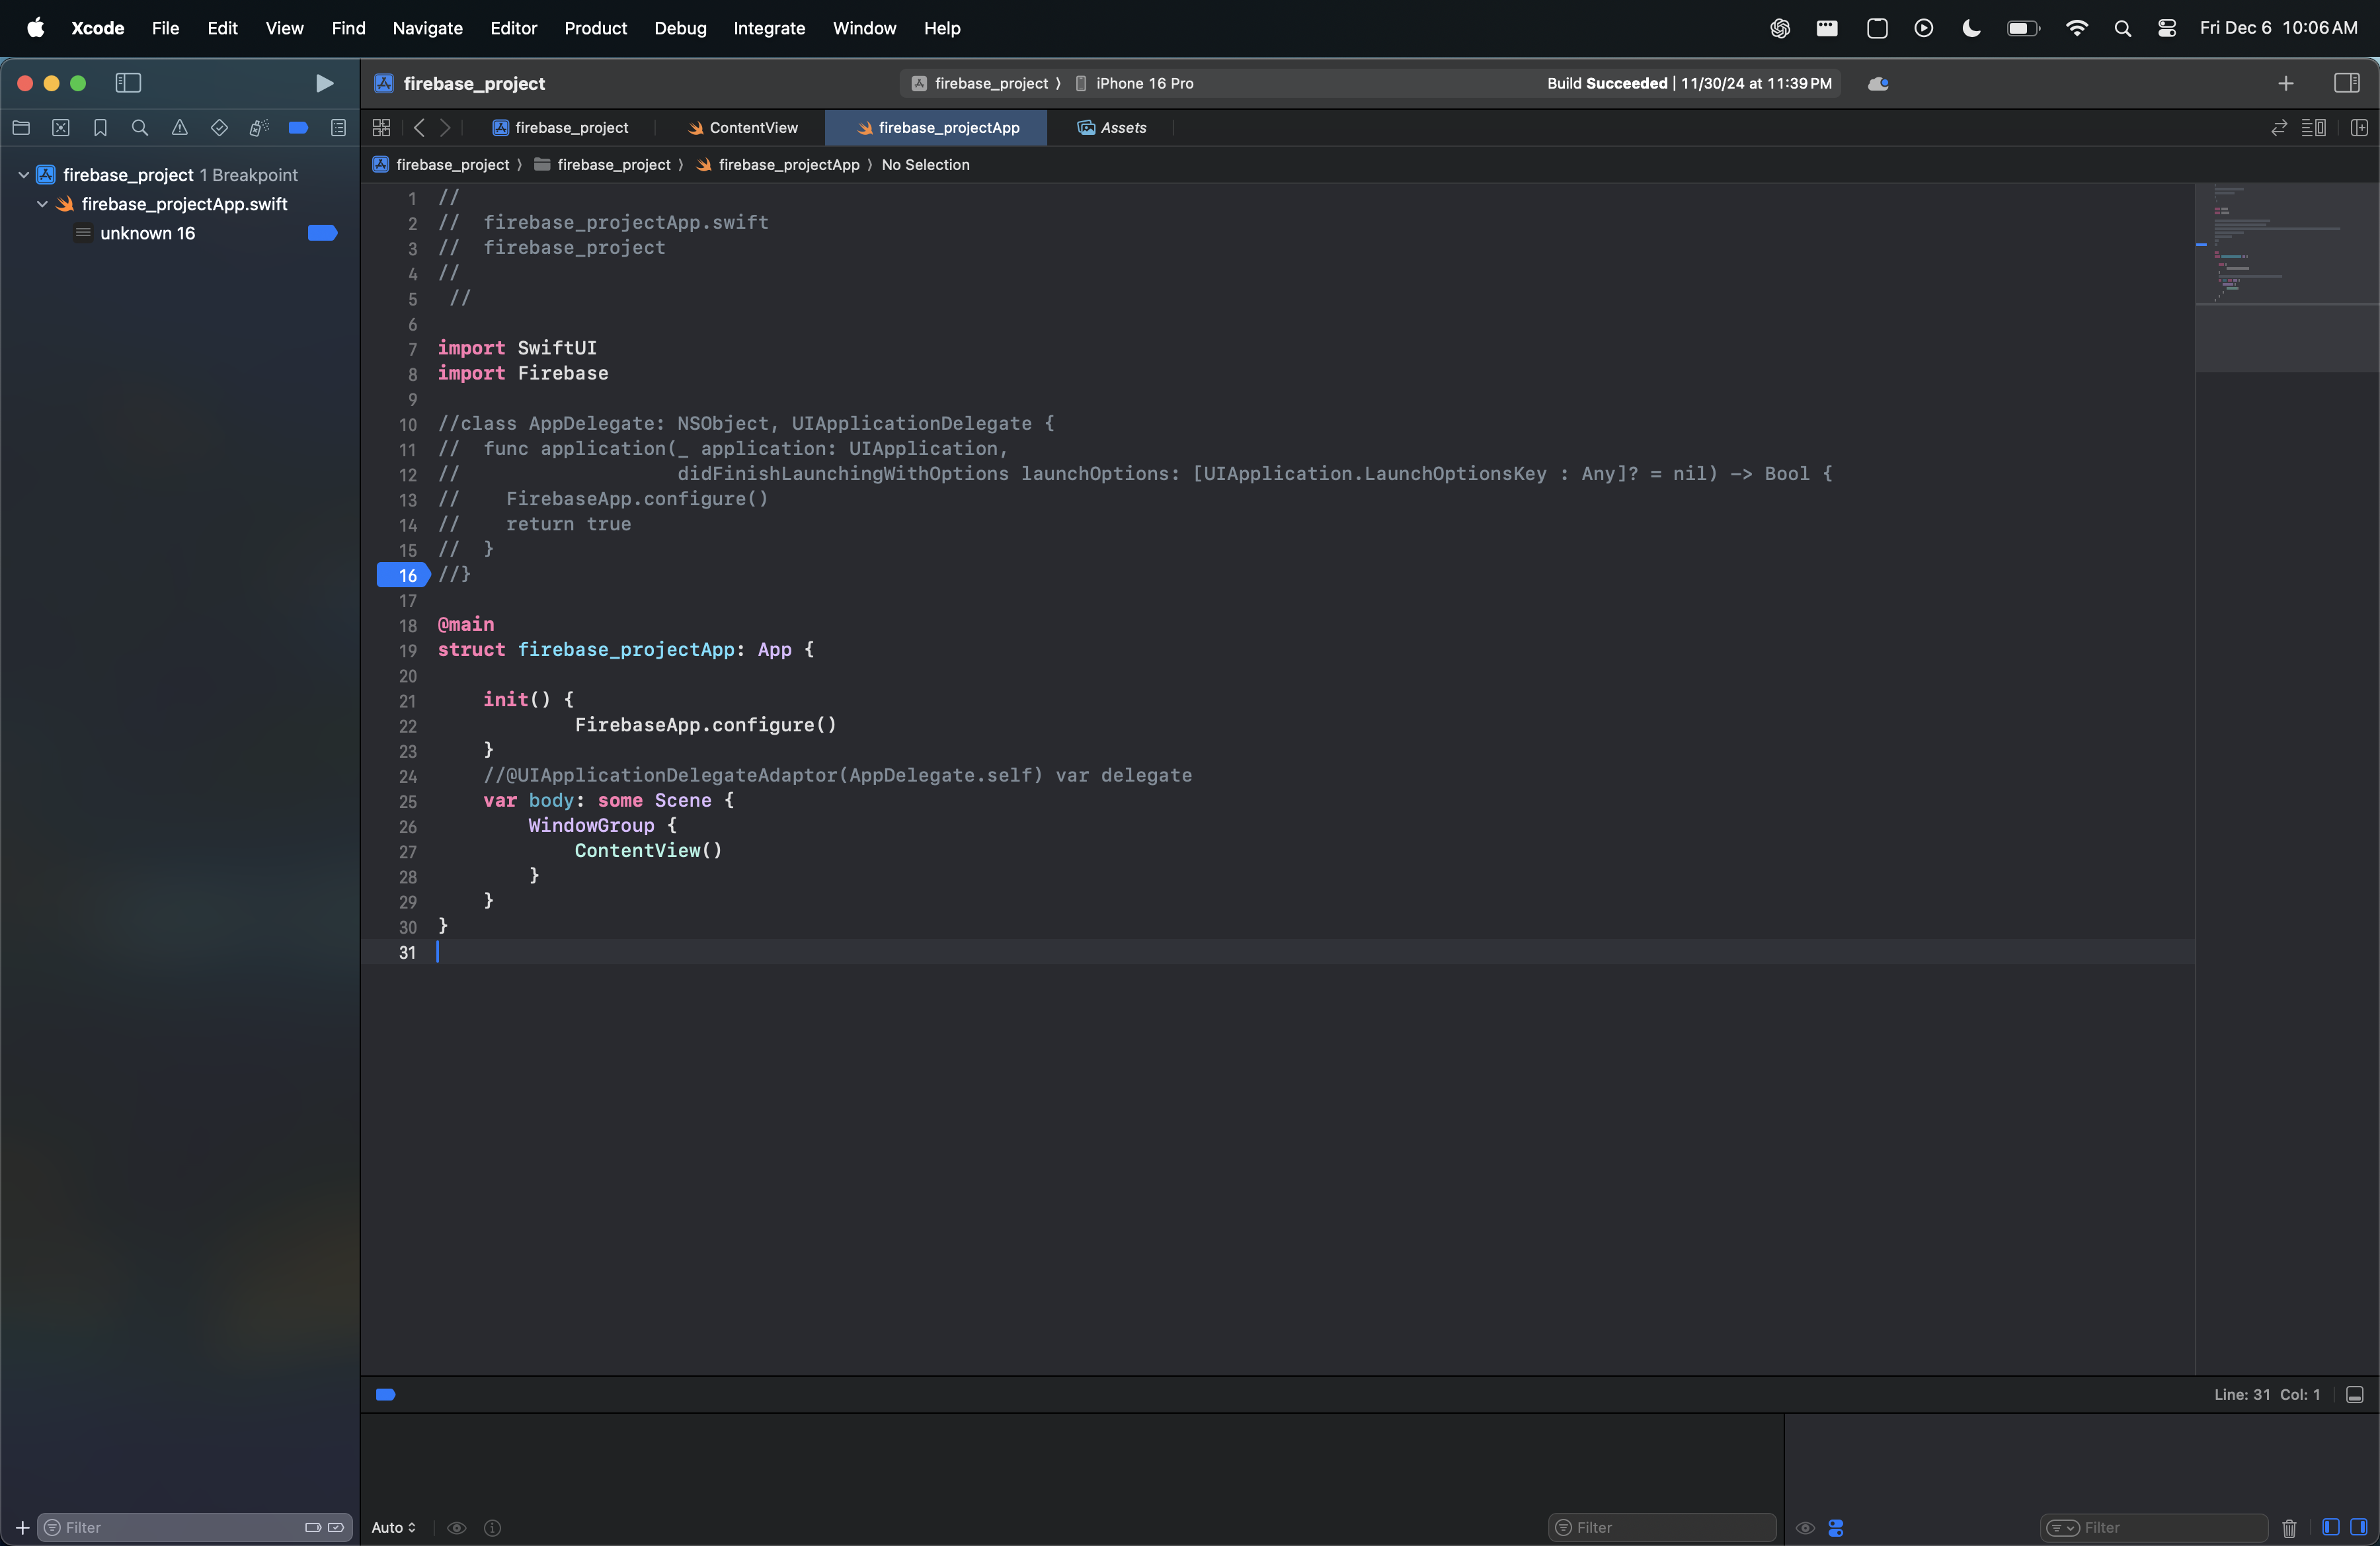 Xcode File Edit View Find Navigate Editor Product Debug Integrate Window Help Fri Dec 6 10:06 AM
firebase_project firebase_project 〉 iPhone 16 Pro Build Succeeded | 11/30/24 at 11:39 PM
firebase_project ContentView firebase_projectApp Assets
firebase_project 〉 firebase_project 〉 firebase_projectApp 〉 No Selection
firebase_project 1 Breakpoint
firebase_projectApp.swift
unknown 16
1 //
2 //  firebase_projectApp.swift
3 //  firebase_project
4 //
5  //
6
7 import SwiftUI
8 import Firebase
9
10 //class AppDelegate: NSObject, UIApplicationDelegate {
11 //  func application(_ application: UIApplication,
12 //                   didFinishLaunchingWithOptions launchOptions: [UIApplication.LaunchOptionsKey : Any]? = nil) -> Bool {
13 //    FirebaseApp.configure()
14 //    return true
15 //  }
16 //}
17
18 @main
19 struct firebase_projectApp: App {
20
21     init() {
22             FirebaseApp.configure()
23     }
24     //@UIApplicationDelegateAdaptor(AppDelegate.self) var delegate
25     var body: some Scene {
26         WindowGroup {
27             ContentView()
28         }
29     }
30 }
31
Line: 31 Col: 1
Filter Auto Filter Filter